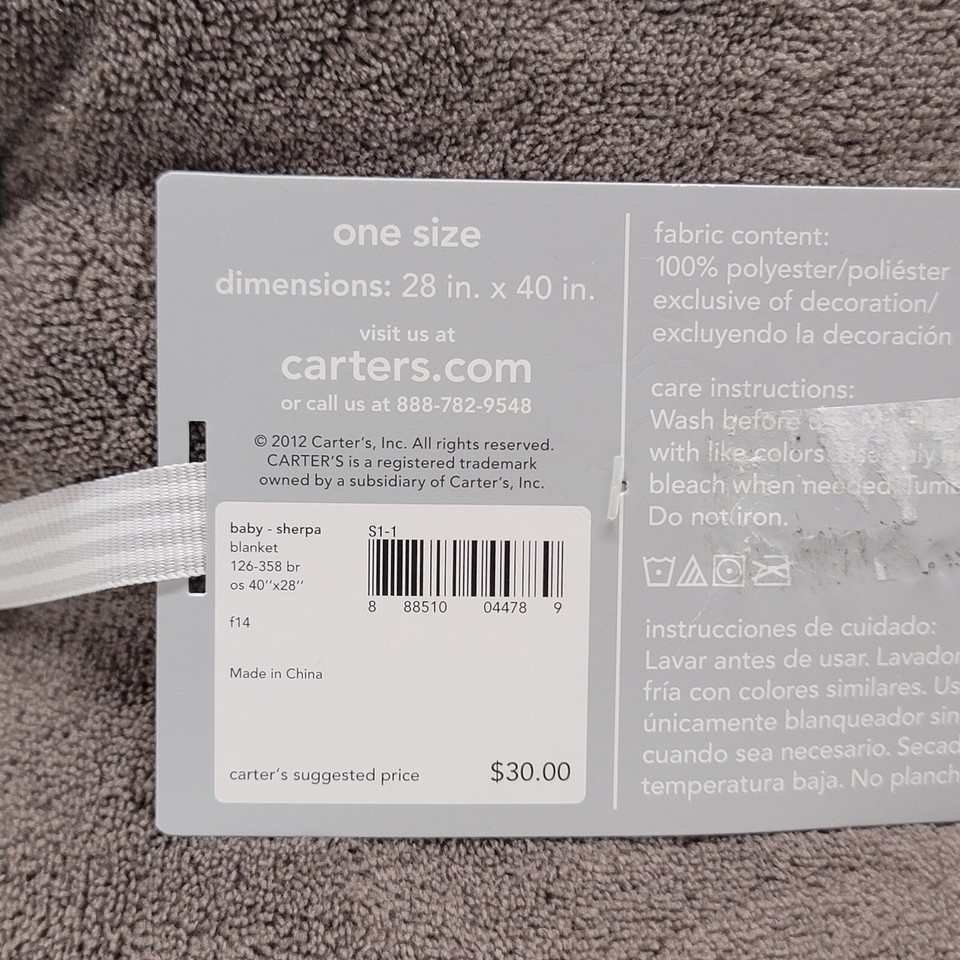 one size
dimensions: 28 in. x 40 in.
visit us at
carters.com
or call us at 888-782-9548
© 2012 Carter's, Inc. All rights reserved.
CARTER'S is a registered trademark
owned by a subsidiary of Carter's, Inc.
baby - sherpa
blanket
126-358 br
os 40''x28''
f14
Made in China
S1-1
8 88510 04478 9
carter's suggested price $30.00
fabric content:
100% polyester/poliéster
exclusive of decoration/
excluyendo la decoración
care instructions:
Wash before
with like colors
bleach when needed.
Do not iron.
instrucciones de cuidado:
Lavar antes de usar.
fría con colores similares.
únicamente blanqueador
cuando sea necesario.
temperatura baja. No